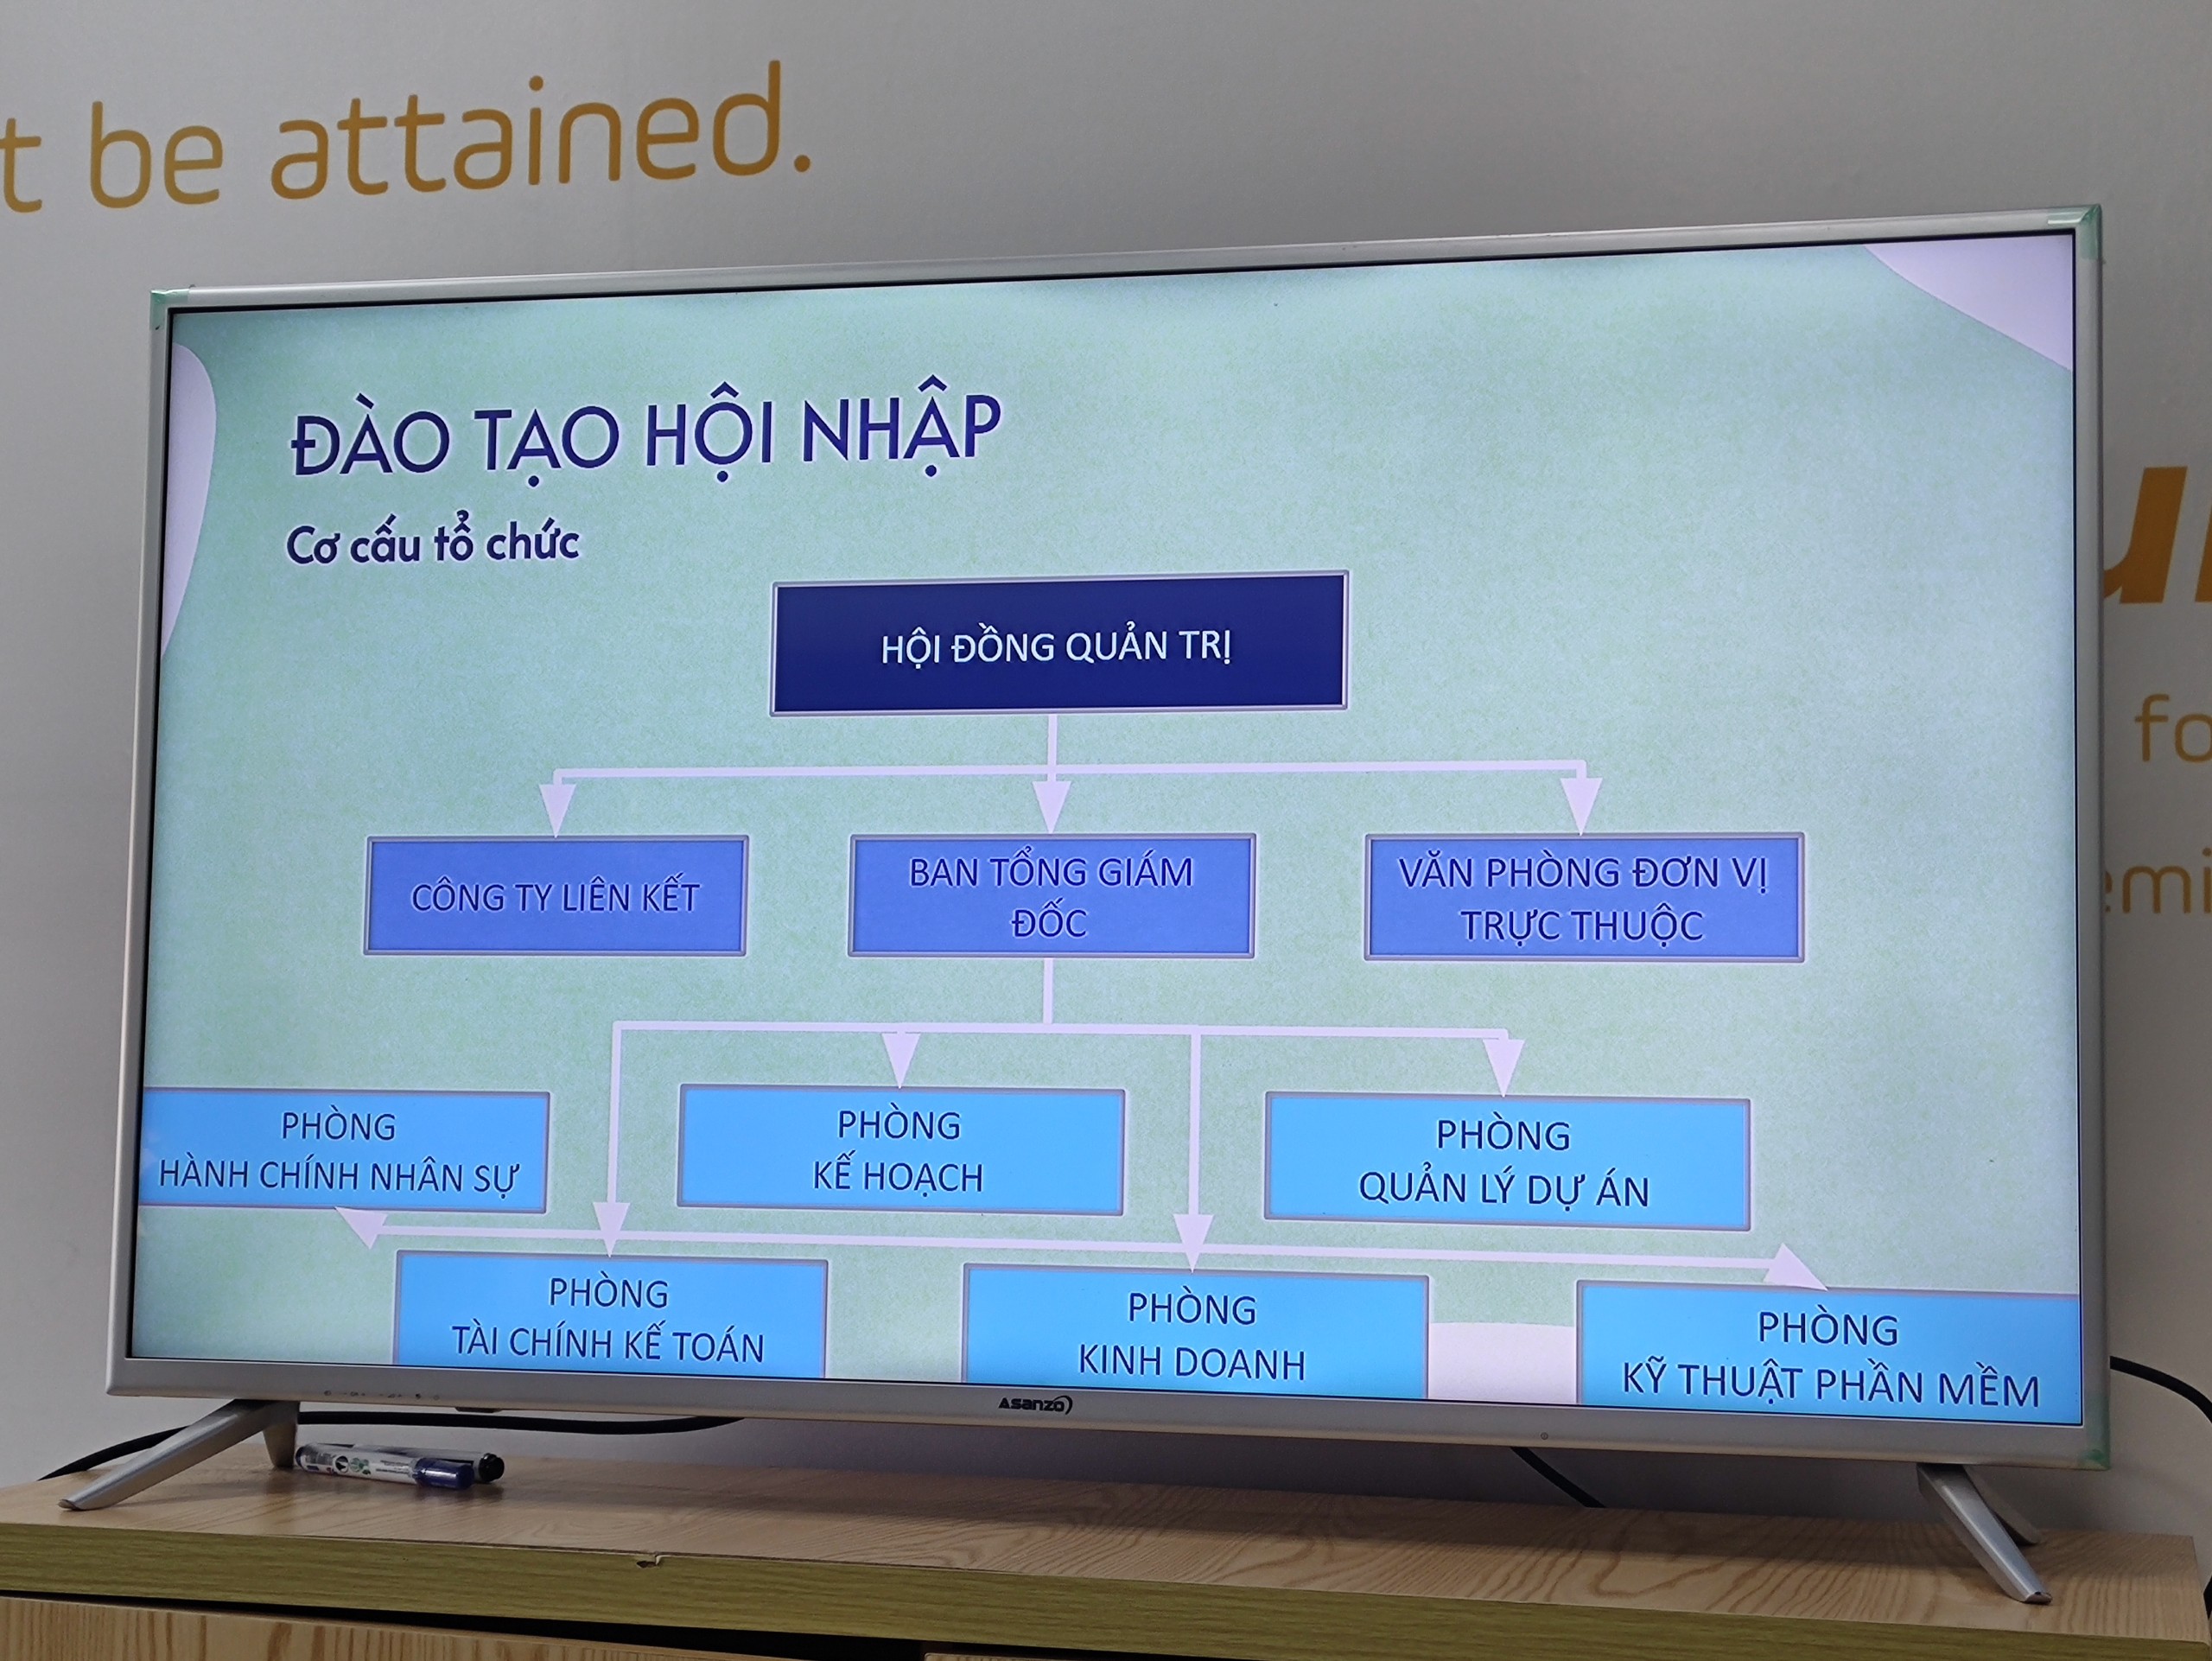 t be attained.
ĐÀO TẠO HỘI NHẬP
Cơ cấu tổ chức
HỘI ĐỒNG QUẢN TRỊ
CÔNG TY LIÊN KẾT
BAN TỔNG GIÁM
ĐỐC
VĂN PHÒNG ĐƠN VỊ
TRỰC THUỘC
PHÒNG
HÀNH CHÍNH NHÂN SỰ
PHÒNG
KẾ HOẠCH
PHÒNG
QUẢN LÝ DỰ ÁN
PHÒNG
TÀI CHÍNH KẾ TOÁN
PHÒNG
KINH DOANH
PHÒNG
KỸ THUẬT PHẦN MỀM
Asanzo